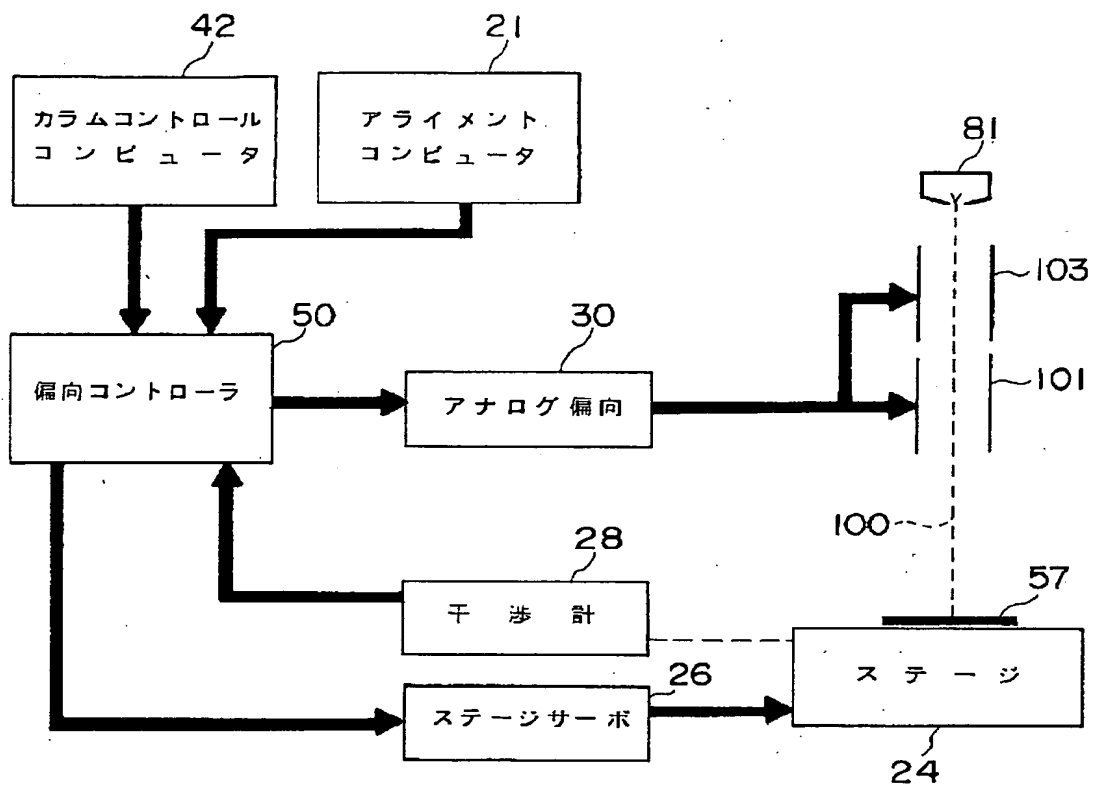 42
21
カラムコントロール
コンピュータ
アライメント
コンピュータ
81
50
30
103
偏向コントローラ
アナログ偏向
101
100
28
57
干渉計
ステージ
26
ステージサーボ
24